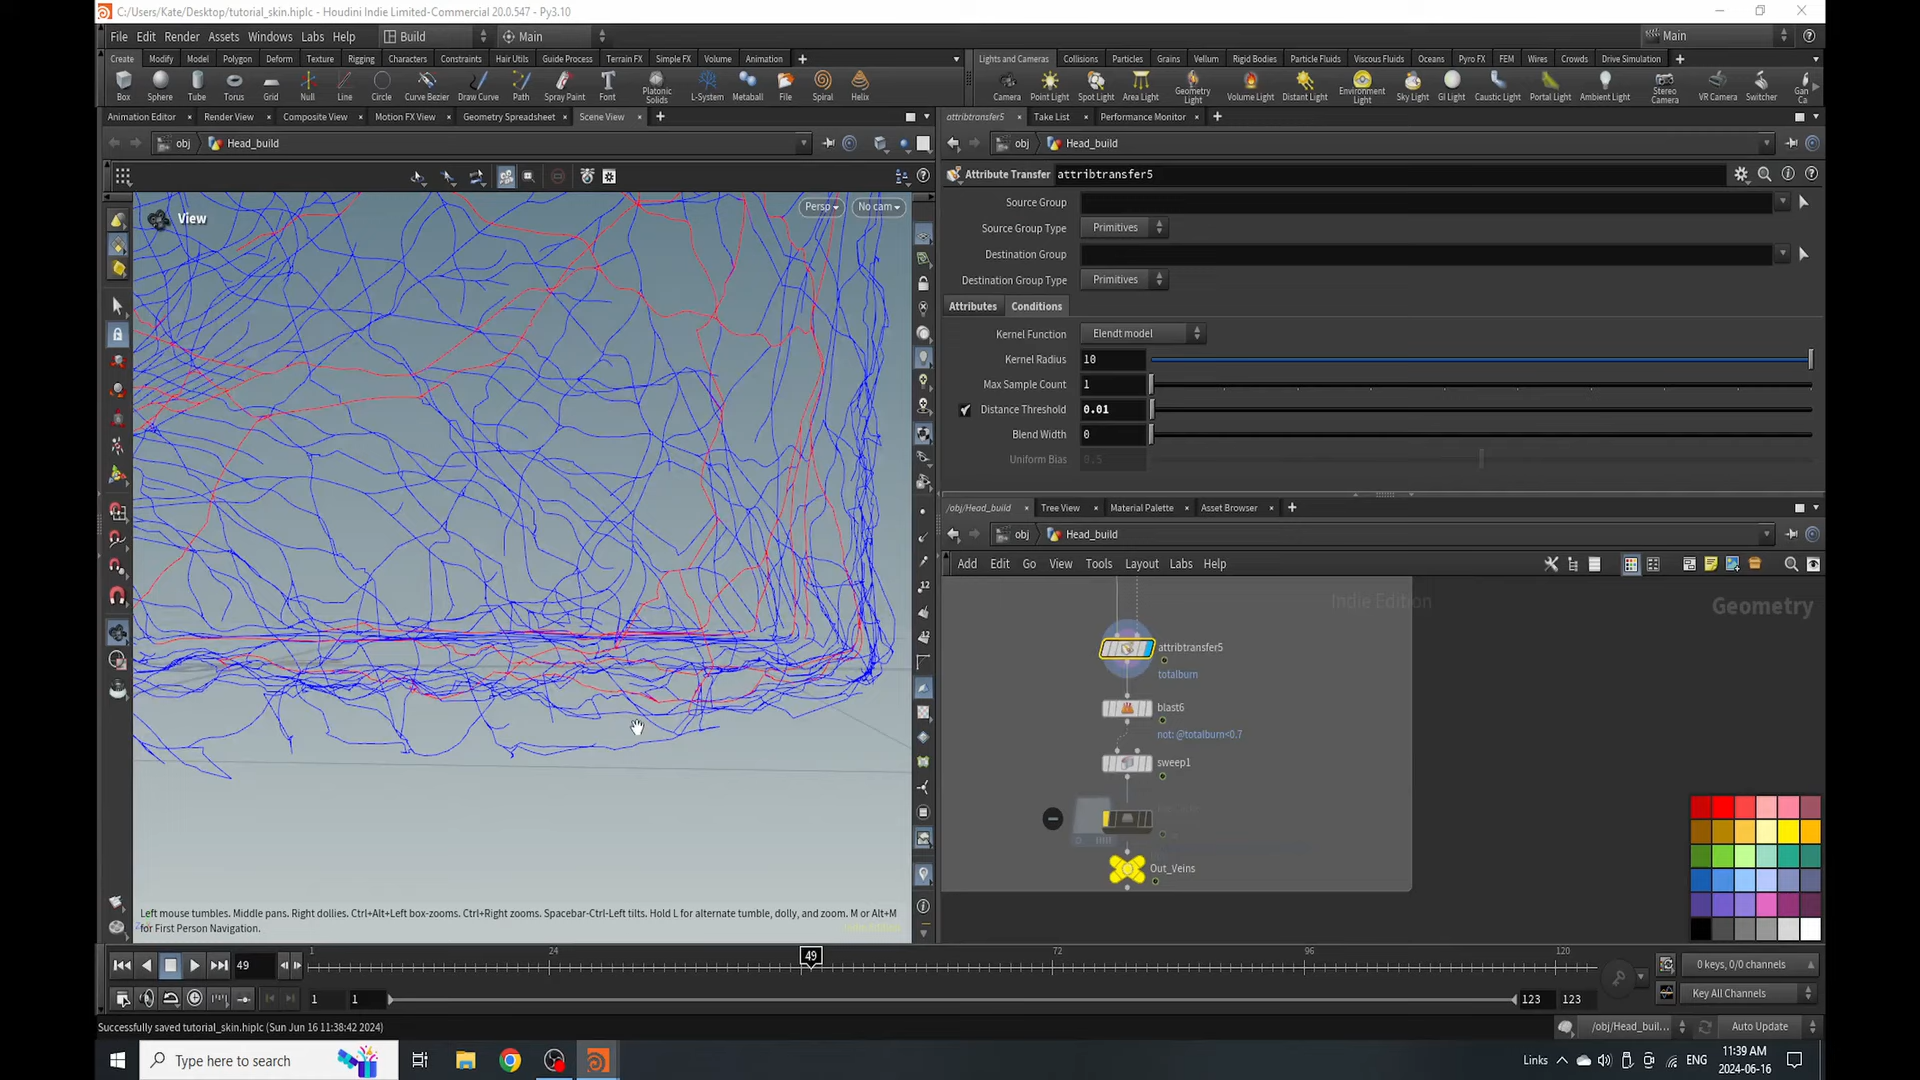 C:/Users/Kate/Desktop/tutorial_skin.hiplc - Houdini Indie Limited-Commercial 20.0.547 - Py3.10
File Edit Render Assets Windows Labs Help Build Main Main
Create Modify Model Polygon Deform Texture Rigging Characters Constraints Hair Utils Guide Process Terrain FX Simple FX Volume Animation
Lights and Cameras Collisions Particles Grains Vellum Rigid Bodies Particle Fluids Viscous Fluids Oceans Pyro FX FEM Wires Crowds Drive Simulation
Box Sphere Tube Torus Grid Null Line Circle Curve Bezier Draw Curve Path Spray Paint Font Platonic Solids L-System Metaball File Spiral Helix
Camera Point Light Spot Light Area Light Geometry Light Volume Light Distant Light Environment Light Sky Light GI Light Caustic Light Portal Light Ambient Light Stereo Camera VR Camera Switcher
Animation Editor Render View Composite View Motion FX View Geometry Spreadsheet Scene View
attribtransfer5 Take List Performance Monitor
obj Head_build
obj Head_build
Attribute Transfer attribtransfer5
View Persp No cam
Source Group
Source Group Type Primitives
Destination Group
Destination Group Type Primitives
Attributes Conditions
Kernel Function Elendt model
Kernel Radius 10
Max Sample Count 1
Distance Threshold 0.01
Blend Width 0
Uniform Bias 0.5
/obj/Head_build Tree View Material Palette Asset Browser
obj Head_build
Add Edit Go View Tools Layout Labs Help
Indie Edition
Geometry
attribtransfer5
totalburn
blast6
not: @totalburn<0.7
sweep1
Out_Veins
Left mouse tumbles. Middle pans. Right dollies. Ctrl+Alt+Left box-zooms. Ctrl+Right zooms. Spacebar-Ctrl-Left tilts. Hold L for alternate tumble, dolly, and zoom. M or Alt+M
for First Person Navigation.
49 1 24 49 72 96 120
0 keys, 0/0 channels
1 1 123 123
Key All Channels
Successfully saved tutorial_skin.hiplc (Sun Jun 16 11:38:42 2024)
/obj/Head_buil... Auto Update
Type here to search
Links ENG
11:39 AM
2024-06-16